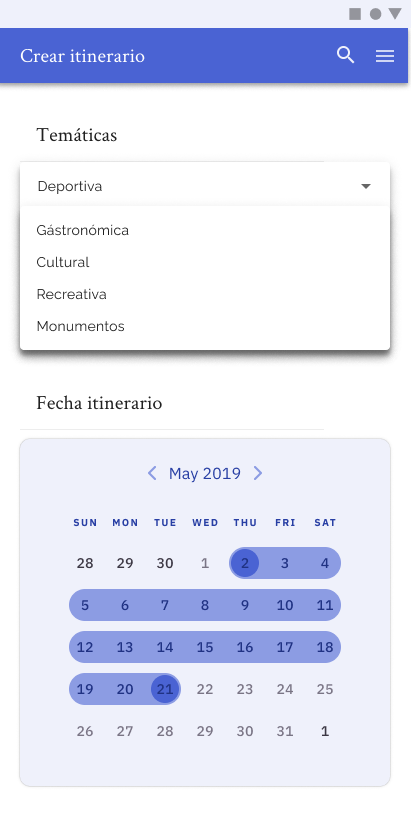 Crear itinerario
Temáticas
Deportiva
Gástronómica
Cultural
Recreativa
Monumentos
Fecha itinerario
May 2019
SUN MON TUE WED THU FRI SAT
28 29 30 1 2 3 4
5 6 7 8 9 10 11
12 13 14 15 16 17 18
19 20 21 22 23 24 25
26 27 28 29 30 31 1